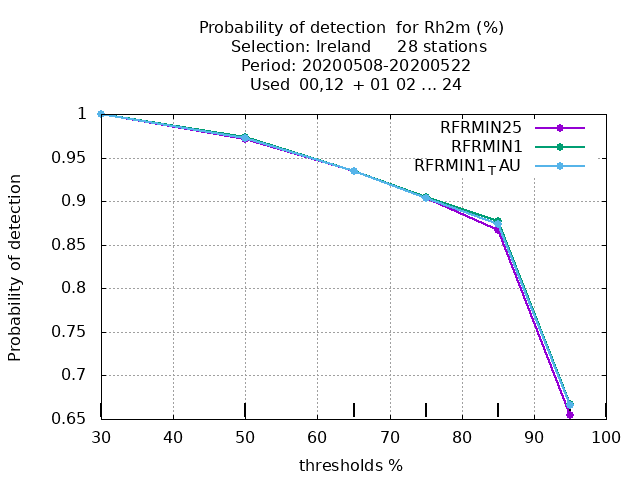 Probability of detection  for Rh2m (%)
Selection: Ireland     28 stations
Period: 20200508-20200522
Used  00,12  + 01 02 ... 24
RFRMIN25
RFRMIN1
RFRMIN1TAU
1
0.95
0.9
0.85
0.8
0.75
0.7
0.65
Probability of detection
30 40 50 60 70 80 90 100
thresholds %